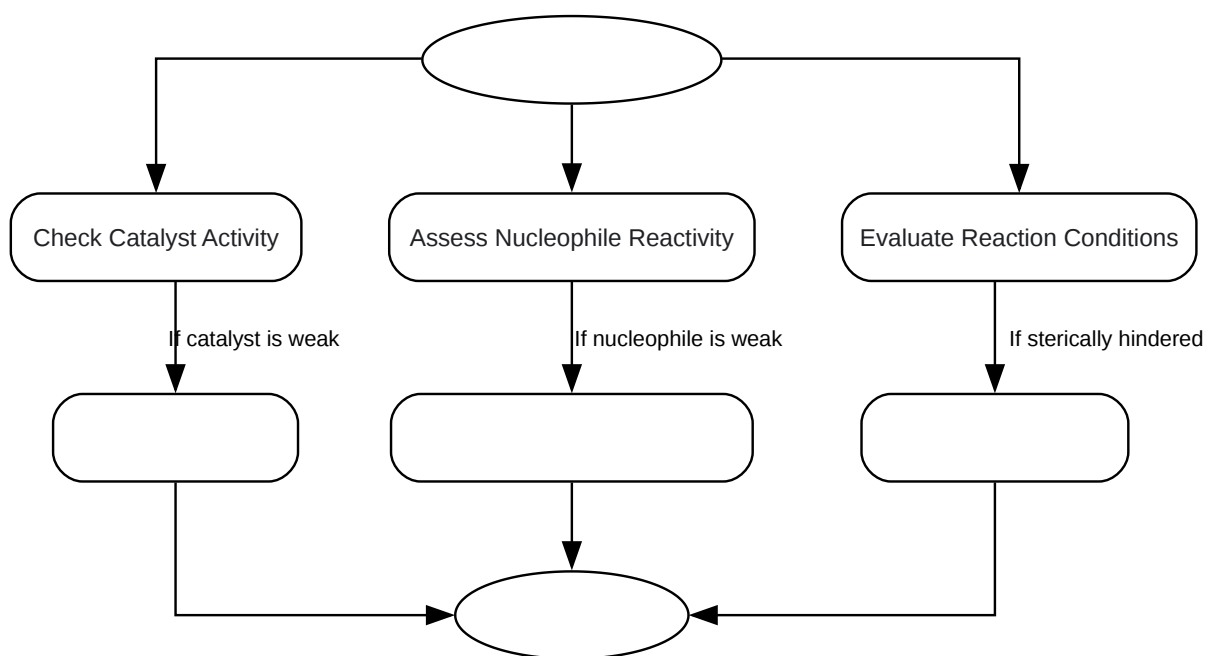 Check Catalyst Activity
Assess Nucleophile Reactivity
Evaluate Reaction Conditions
If catalyst is weak
If nucleophile is weak
If sterically hindered